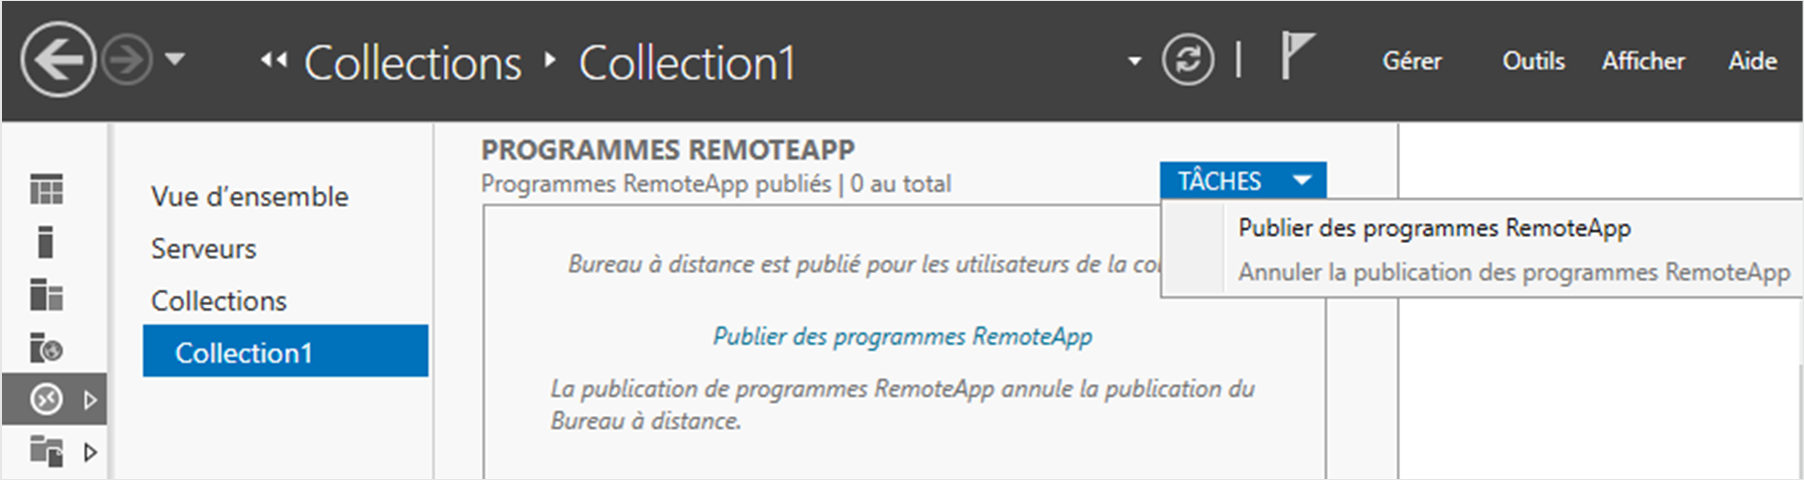 Collections Collection1
Gérer Outils Afficher Aide
Vue d’ensemble
Serveurs
Collections
Collection1
PROGRAMMES REMOTEAPP
Programmes RemoteApp publiés | 0 au total
TÂCHES
Publier des programmes RemoteApp
Annuler la publication des programmes RemoteApp
Bureau à distance est publié pour les utilisateurs de la
Publier des programmes RemoteApp
La publication de programmes RemoteApp annule la publication du
Bureau à distance.